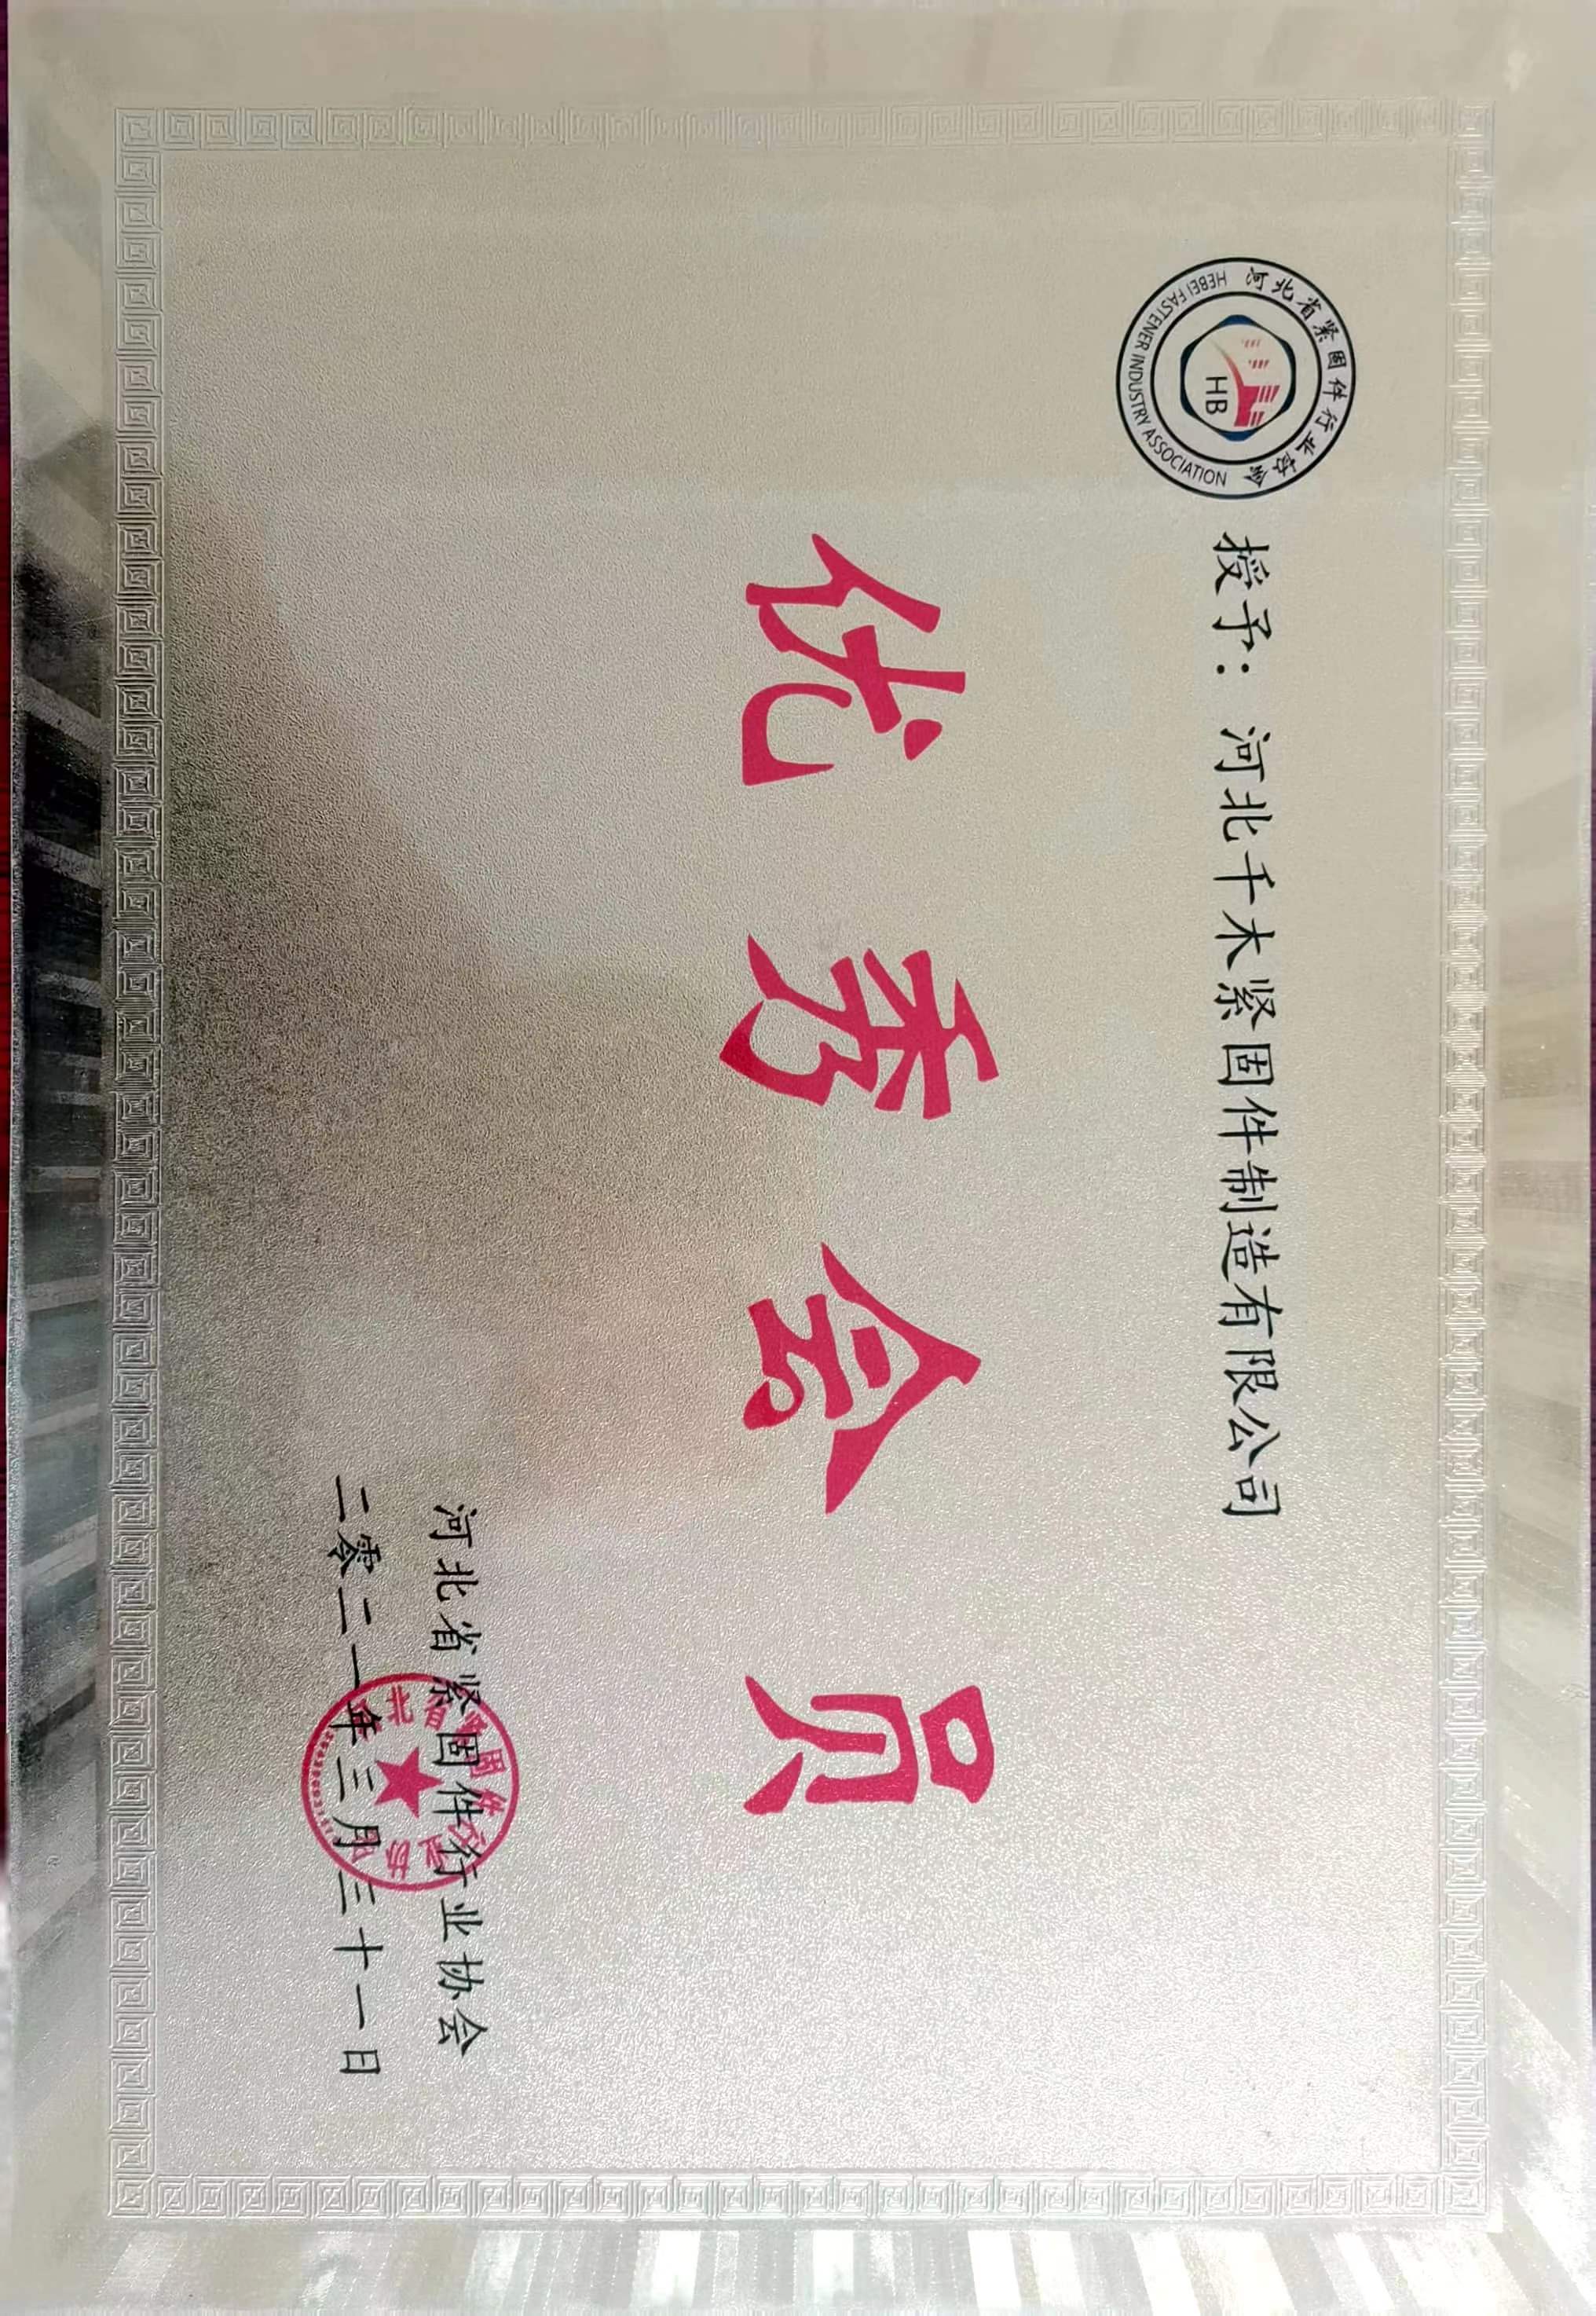 河北省紧固件行业协会
HEBEI FASTENER INDUSTRY ASSOCIATION
HB
授予：河北千木紧固件制造有限公司
优秀会员
河北省紧固件行业协会
二零二一年三月三十一日